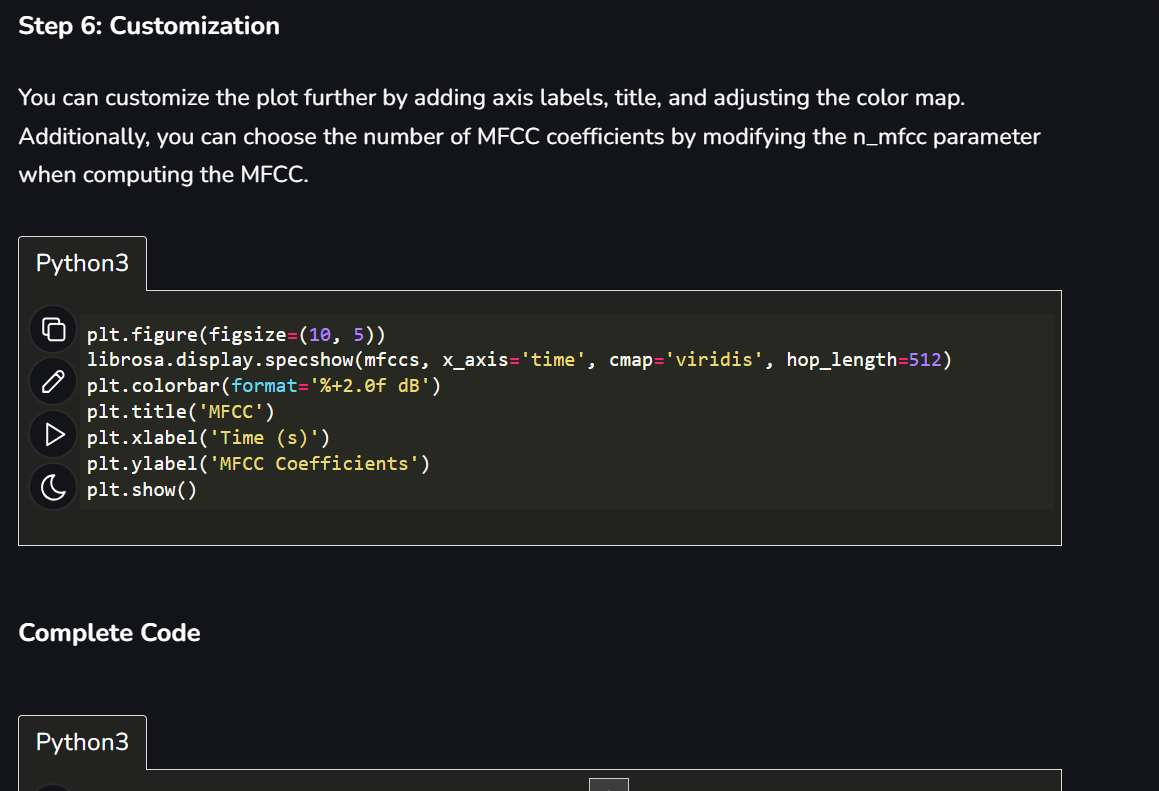 Step 6: Customization
You can customize the plot further by adding axis labels, title, and adjusting the color map.
Additionally, you can choose the number of MFCC coefficients by modifying the n_mfcc parameter
when computing the MFCC.
Python3
plt.figure(figsize=(10, 5))
librosa.display.specshow(mfccs, x_axis='time', cmap='viridis', hop_length=512)
plt.colorbar(format='%+2.0f dB')
plt.title('MFCC')
plt.xlabel('Time (s)')
plt.ylabel('MFCC Coefficients')
plt.show()
Complete Code
Python3